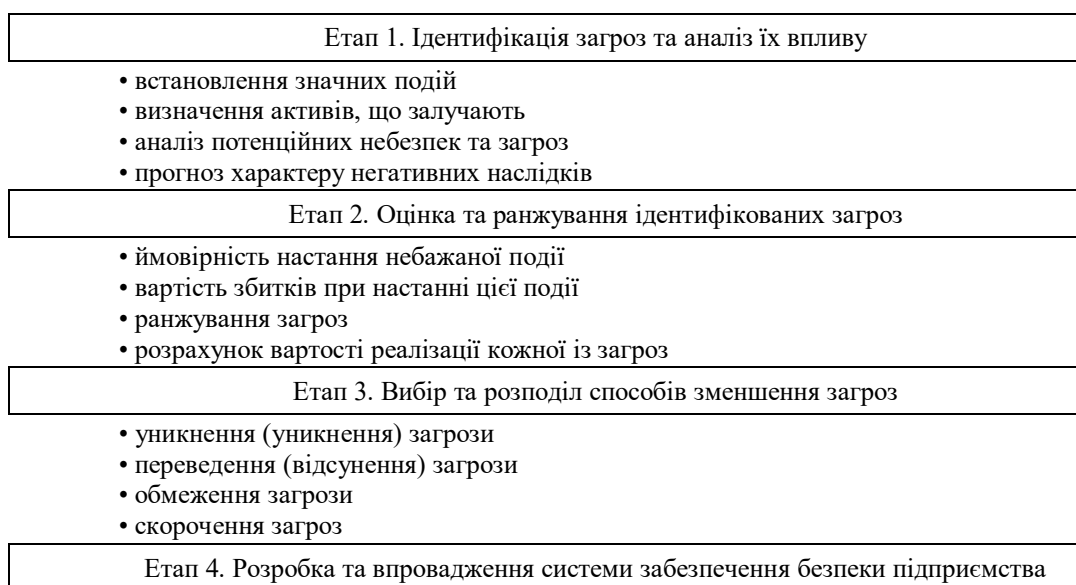 Етап 1. Ідентифікація загроз та аналіз їх впливу
• встановлення значних подій
• визначення активів, що залучають
• аналіз потенційних небезпек та загроз
• прогноз характеру негативних наслідків
Етап 2. Оцінка та ранжування ідентифікованих загроз
• ймовірність настання небажаної події
• вартість збитків при настанні цієї події
• ранжування загроз
• розрахунок вартості реалізації кожної із загроз
Етап 3. Вибір та розподіл способів зменшення загроз
• уникнення (уникнення) загрози
• переведення (відсунення) загрози
• обмеження загрози
• скорочення загроз
Етап 4. Розробка та впровадження системи забезпечення безпеки підприємства